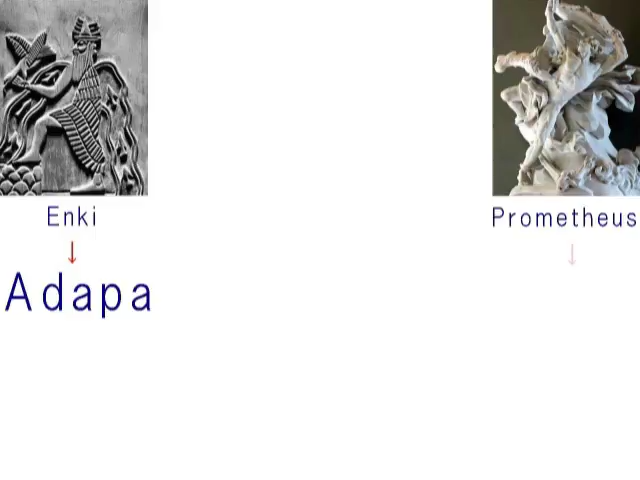 Enki
Prometheus
↓
↓
Adapa